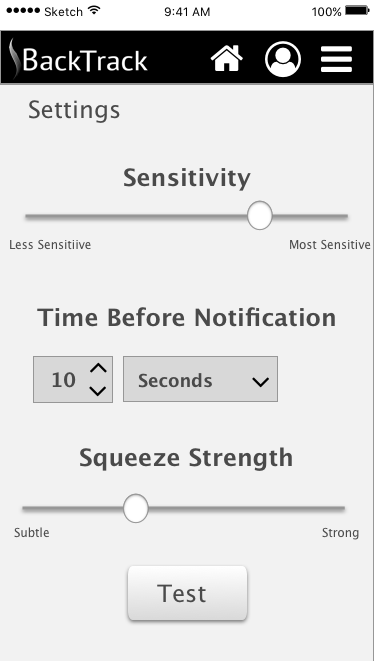 ●●●●● Sketch 9:41 AM 100%
BackTrack
Settings
Sensitivity
Less Sensitiive Most Sensitive
Time Before Notification
10 Seconds
Squeeze Strength
Subtle Strong
Test